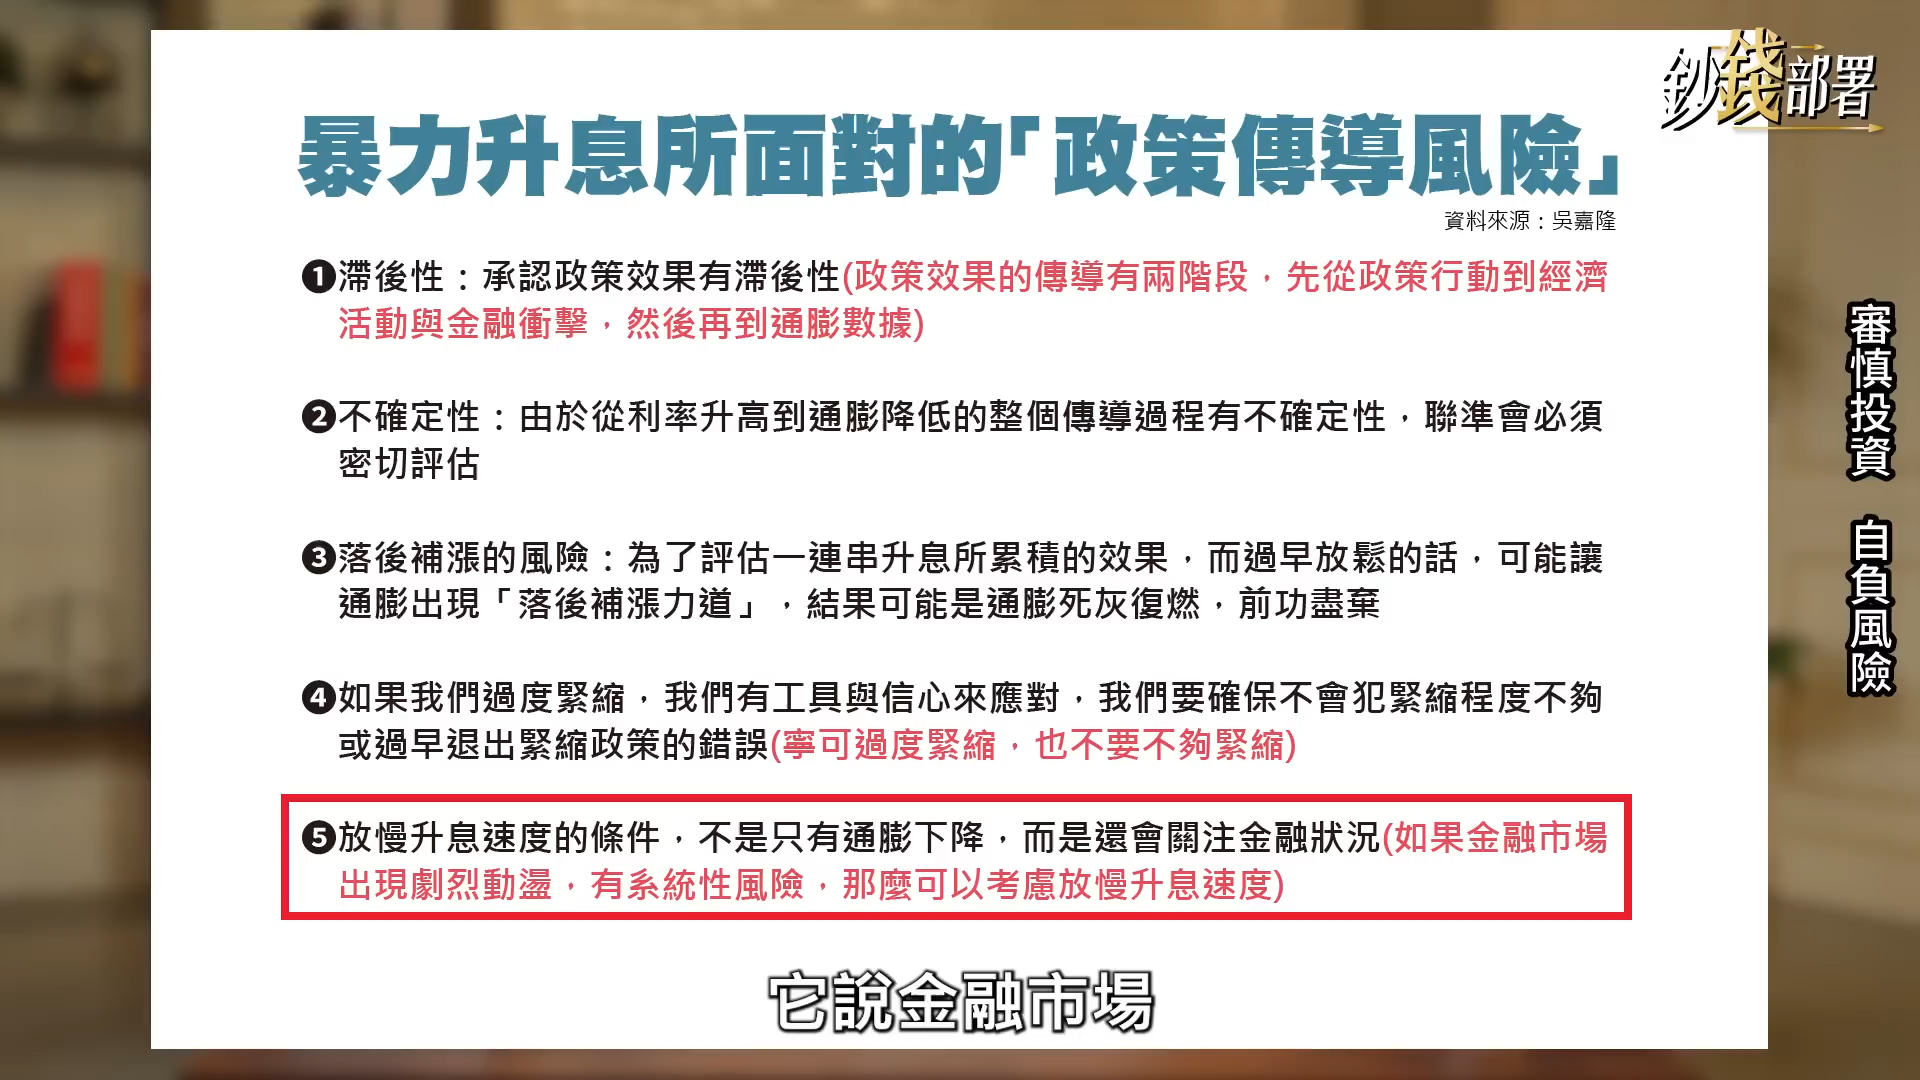 鈔錢部署
暴力升息所面對的「政策傳導風險」
資料來源：吳嘉隆
❶滯後性：承認政策效果有滯後性(政策效果的傳導有兩階段，先從政策行動到經濟
活動與金融衝擊，然後再到通膨數據)
❷不確定性：由於從利率升高到通膨降低的整個傳導過程有不確定性，聯準會必須
密切評估
❸落後補漲的風險：為了評估一連串升息所累積的效果，而過早放鬆的話，可能讓
通膨出現「落後補漲力道」，結果可能是通膨死灰復燃，前功盡棄
❹如果我們過度緊縮，我們有工具與信心來應對，我們要確保不會犯緊縮程度不夠
或過早退出緊縮政策的錯誤(寧可過度緊縮，也不要不夠緊縮)
❺放慢升息速度的條件，不是只有通膨下降，而是還會關注金融狀況(如果金融市場
出現劇烈動盪，有系統性風險，那麼可以考慮放慢升息速度)
審慎投資 自負風險
它說金融市場